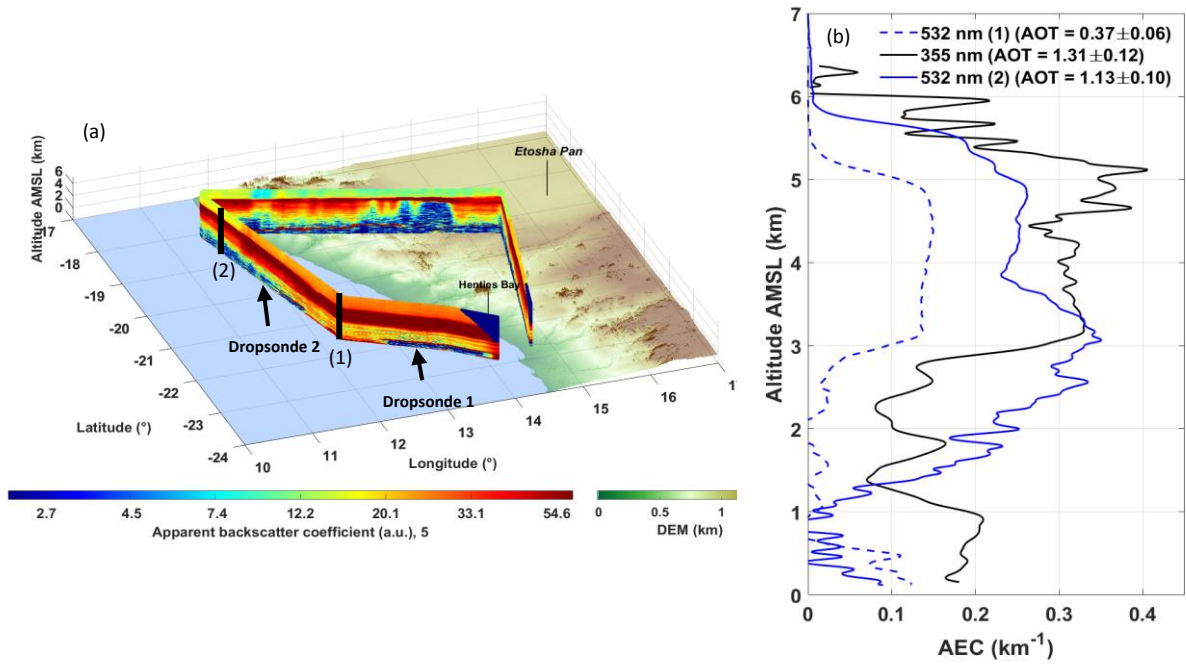 (a)
Etosha Pan
Altitude AMSL (km)
6
4
2
0
17
-18
-19
-20
-21
-22
-23
-24
Latitude (°)
(2)
Dropsonde 2
(1)
Henties Bay
Dropsonde 1
10
11
12
13
14
15
16
Longitude (°)
2.7 4.5 7.4 12.2 20.1 33.1 54.6
Apparent backscatter coefficient (a.u.), 5
0 0.5 1
DEM (km)
(b)
532 nm (1) (AOT = 0.37±0.06)
355 nm (AOT = 1.31±0.12)
532 nm (2) (AOT = 1.13±0.10)
7
6
5
4
3
2
1
0
Altitude AMSL (km)
0 0.1 0.2 0.3 0.4
AEC (km⁻¹)